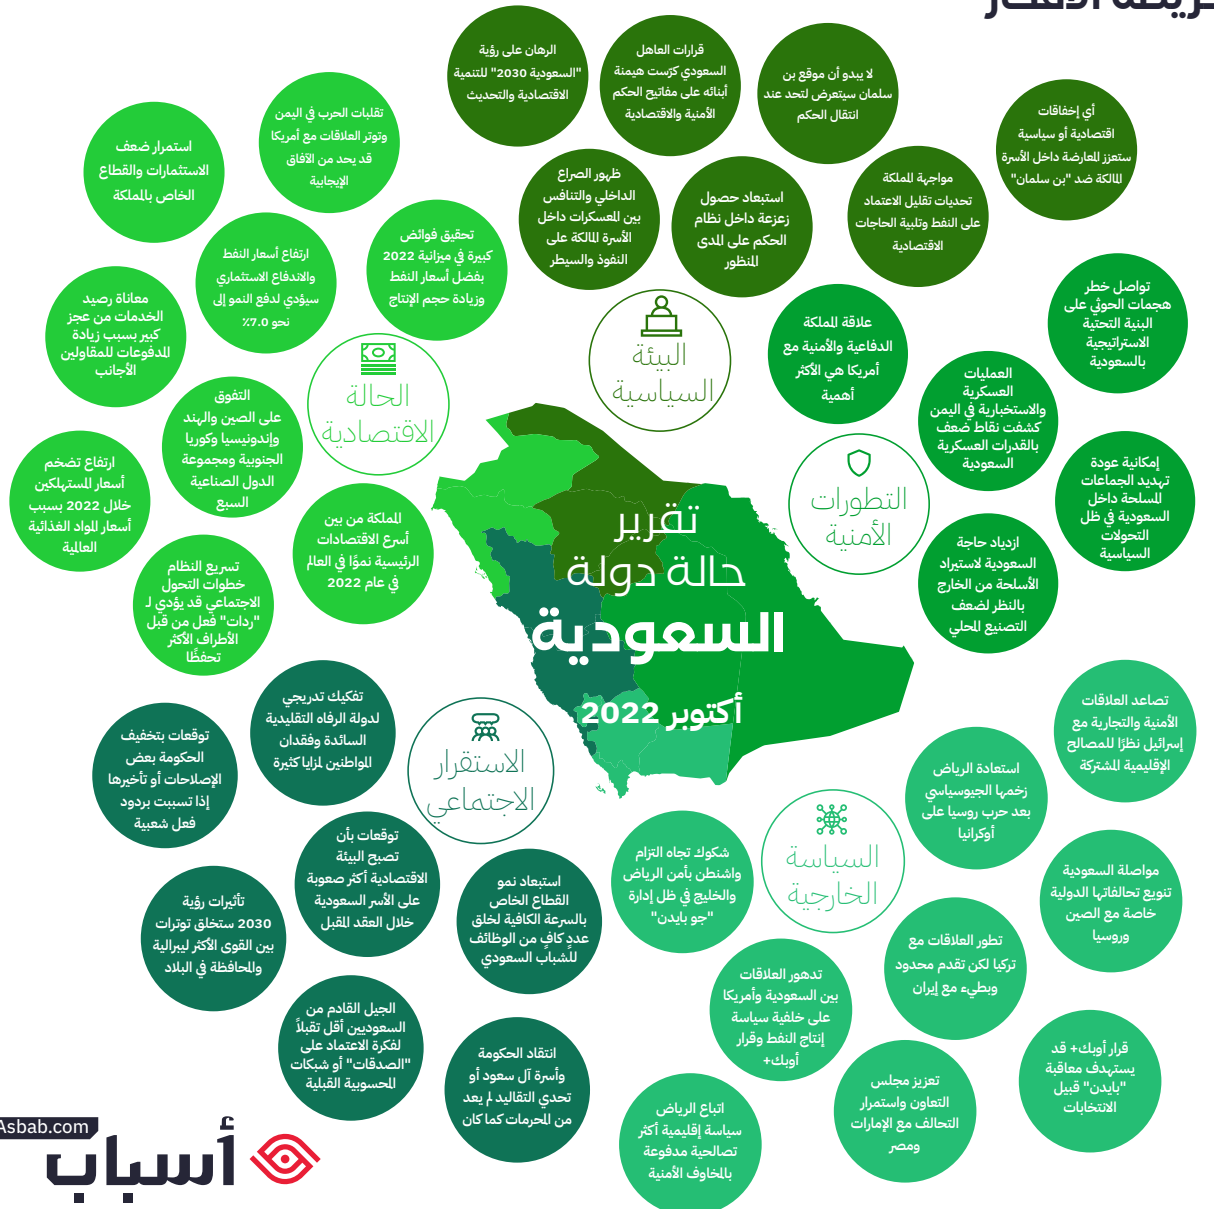 خريطة الأفكار
الرهان على رؤية
"السعودية 2030" للتنمية
الاقتصادية والتحديث
قرارات العاهل
السعودي كرّست هيمنة
أبنائه على مفاتيح الحكم
الأمنية والاقتصادية
لا يبدو أن موقع بن
سلمان سيتعرض لتحد عند
انتقال الحكم
أي إخفاقات
اقتصادية أو سياسية
ستعزز المعارضة داخل الأسرة
المالكة ضد "بن سلمان"
ظهور الصراع
الداخلي والتنافس
بين المعسكرات داخل
الأسرة المالكة على
النفوذ والسيطر
استبعاد حصول
زعزعة داخل نظام
الحكم على المدى
المنظور
مواجهة المملكة
تحديات تقليل الاعتماد
على النفط وتلبية الحاجات
الاقتصادية
البيئة
السياسية
تقلبات الحرب في اليمن
وتوتر العلاقات مع أمريكا
قد يحد من الآفاق
الإيجابية
استمرار ضعف
الاستثمارات والقطاع
الخاص بالمملكة
تحقيق فوائض
كبيرة في ميزانية 2022
بفضل أسعار النفط
وزيادة حجم الإنتاج
ارتفاع أسعار النفط
والاندفاع الاستثماري
سيؤدي لدفع النمو إلى
نحو 7.0٪
معاناة رصيد
الخدمات من عجز
كبير بسبب زيادة
المدفوعات للمقاولين
الأجانب
الحالة
الاقتصادية
التفوق
على الصين والهند
وإندونيسيا وكوريا
الجنوبية ومجموعة
الدول الصناعية
السبع
ارتفاع تضخم
أسعار المستهلكين
خلال 2022 بسبب
أسعار المواد الغذائية
العالمية
المملكة من بين
أسرع الاقتصادات
الرئيسية نموًا في العالم
في عام 2022
تسريع النظام
خطوات التحول
الاجتماعي قد يؤدي لـ
"ردات" فعل من قبل
الأطراف الأكثر
تحفظًا
علاقة المملكة
الدفاعية والأمنية مع
أمريكا هي الأكثر
أهمية
تواصل خطر
هجمات الحوثي على
البنية التحتية
الاستراتيجية
بالسعودية
العمليات
العسكرية
والاستخبارية في اليمن
كشفت نقاط ضعف
بالقدرات العسكرية
السعودية
التطورات
الأمنية
إمكانية عودة
تهديد الجماعات
المسلحة داخل
السعودية في ظل
التحولات
السياسية
ازدياد حاجة
السعودية لاستيراد
الأسلحة من الخارج
بالنظر لضعف
التصنيع المحلي
تقرير
حالة دولة
السعودية
أكتوبر 2022
تفكيك تدريجي
لدولة الرفاه التقليدية
السائدة وفقدان
المواطنين لمزايا كثيرة
توقعات بتخفيف
الحكومة بعض
الإصلاحات أو تأخيرها
إذا تسببت بردود
فعل شعبية
الاستقرار
الاجتماعي
توقعات بأن
تصبح البيئة
الاقتصادية أكثر صعوبة
على الأسر السعودية
خلال العقد المقبل
استبعاد نمو
القطاع الخاص
بالسرعة الكافية لخلق
عددٍ كافٍ من الوظائف
للشباب السعودي
تأثيرات رؤية
2030 ستخلق توترات
بين القوى الأكثر ليبرالية
والمحافظة في البلاد
الجيل القادم من
السعوديين أقل تقبلاً
لفكرة الاعتماد على
"الصدقات" أو شبكات
المحسوبية القبلية
انتقاد الحكومة
وأسرة آل سعود أو
تحدي التقاليد لم يعد
من المحرمات كما كان
تصاعد العلاقات
الأمنية والتجارية مع
إسرائيل نظرًا للمصالح
الإقليمية المشتركة
استعادة الرياض
زخمها الجيوسياسي
بعد حرب روسيا على
أوكرانيا
السياسة
الخارجية
شكوك تجاه التزام
واشنطن بأمن الرياض
والخليج في ظل إدارة
"جو بايدن"
مواصلة السعودية
تنويع تحالفاتها الدولية
خاصة مع الصين
وروسيا
تطور العلاقات مع
تركيا لكن تقدم محدود
وبطيء مع إيران
تدهور العلاقات
بين السعودية وأمريكا
على خلفية سياسة
إنتاج النفط وقرار
أوبك+
قرار أوبك+ قد
يستهدف معاقبة
"بايدن" قبيل
الانتخابات
تعزيز مجلس
التعاون واستمرار
التحالف مع الإمارات
ومصر
اتباع الرياض
سياسة إقليمية أكثر
تصالحية مدفوعة
بالمخاوف الأمنية
Asbab.com
أسباب